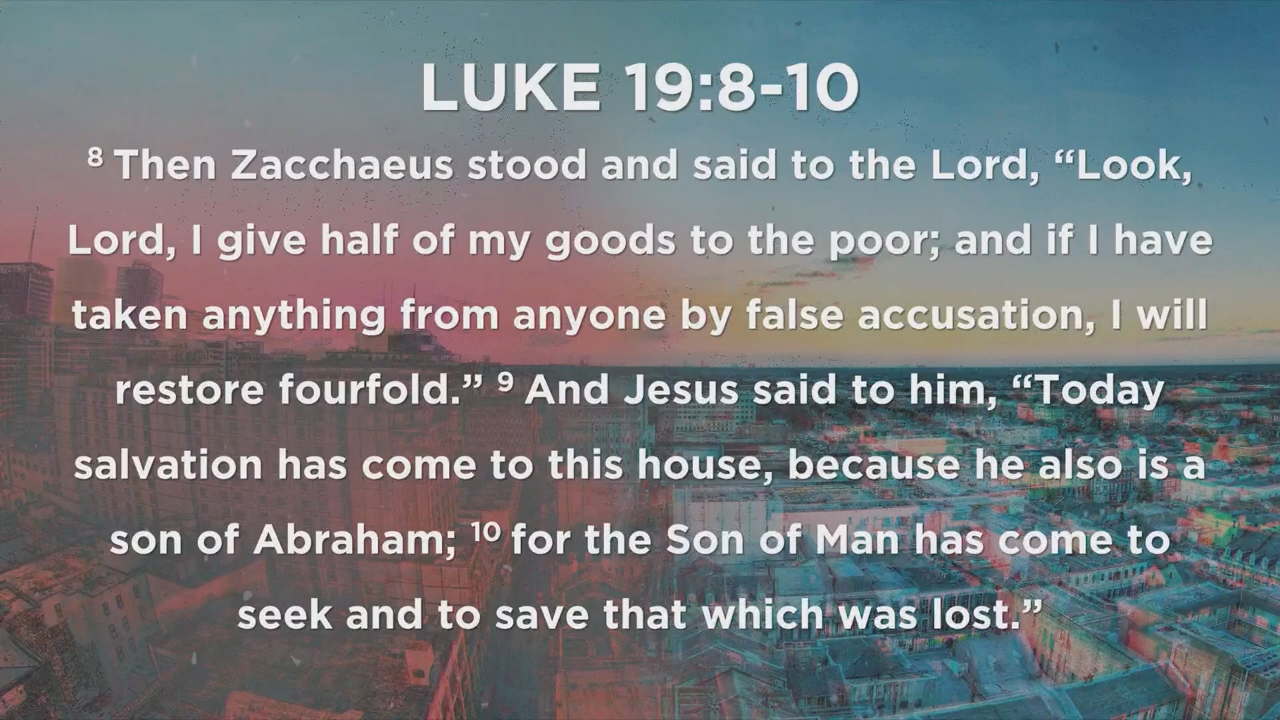 LUKE 19:8-10
8 Then Zacchaeus stood and said to the Lord, “Look,
Lord, I give half of my goods to the poor; and if I have
taken anything from anyone by false accusation, I will
restore fourfold.” 9 And Jesus said to him, “Today
salvation has come to this house, because he also is a
son of Abraham; 10 for the Son of Man has come to
seek and to save that which was lost.”